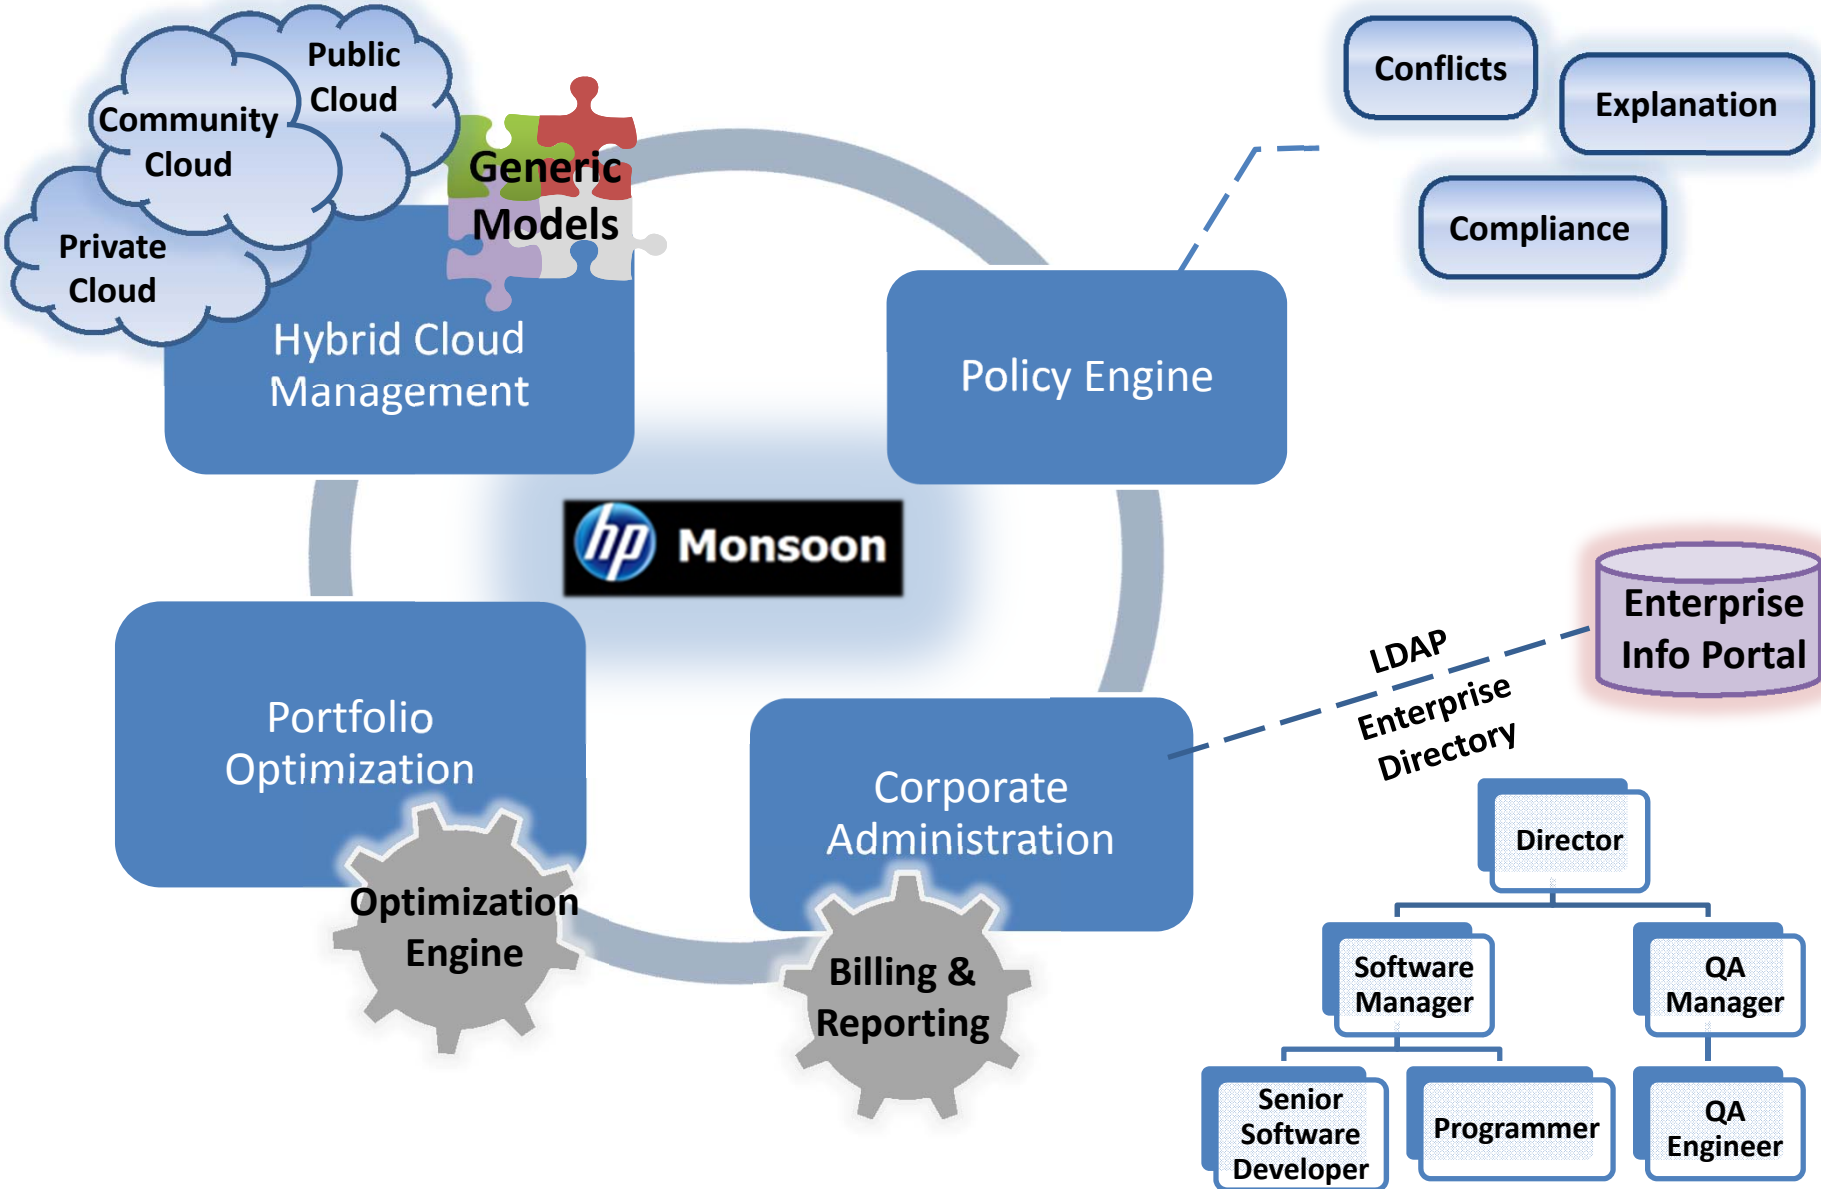 Public
Cloud
Community
Cloud
Private
Cloud
Generic
Models
Hybrid Cloud
Management
Policy Engine
Conflicts
Explanation
Compliance
hp Monsoon
Portfolio
Optimization
Optimization
Engine
Corporate
Administration
Billing &
Reporting
LDAP
Enterprise
Directory
Enterprise
Info Portal
Director
Software
Manager
QA
Manager
Senior
Software
Developer
Programmer
QA
Engineer